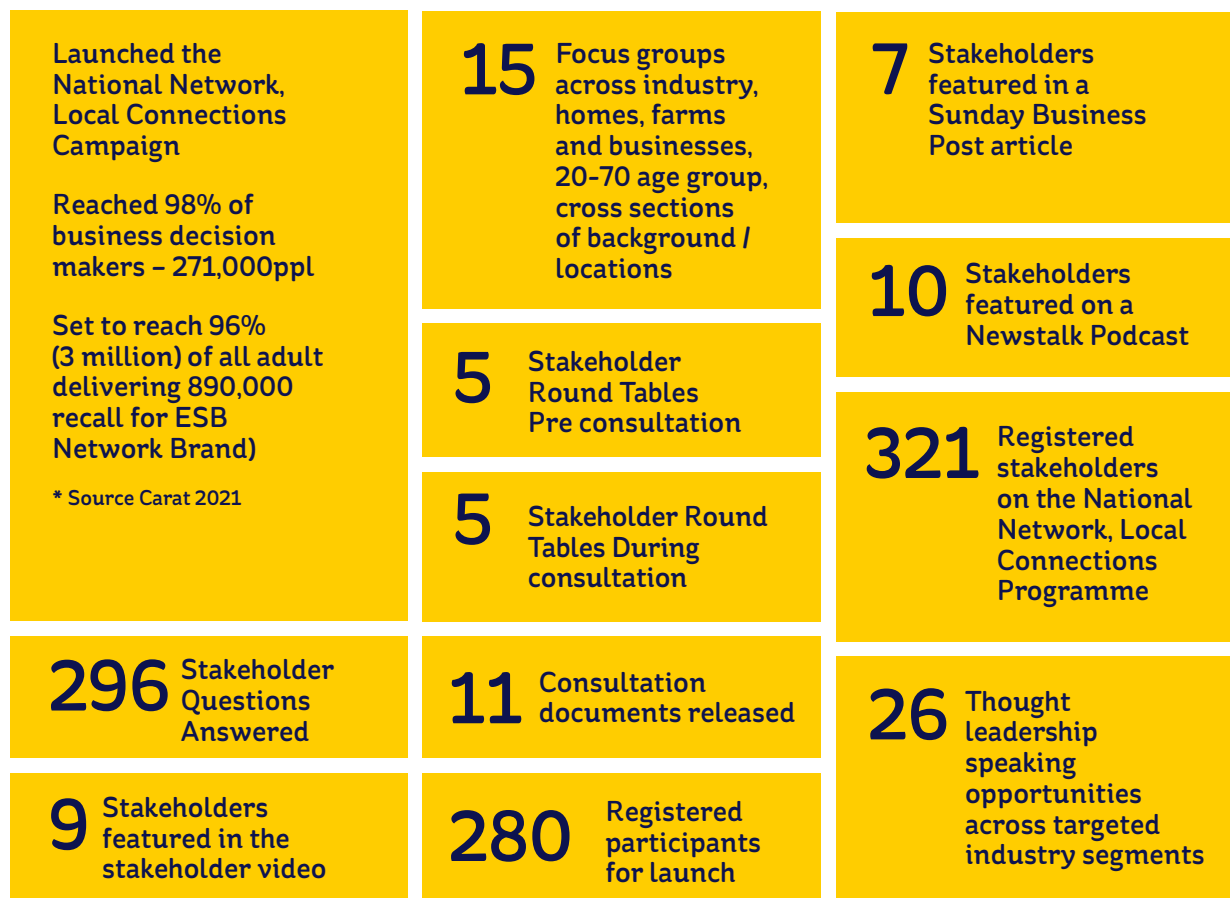 Launched the
National Network,
Local Connections
Campaign
Reached 98% of
business decision
makers – 271,000ppl
Set to reach 96%
(3 million) of all adult
delivering 890,000
recall for ESB
Network Brand)
* Source Carat 2021
296 Stakeholder
Questions
Answered
9 Stakeholders
featured in the
stakeholder video
15 Focus groups
across industry,
homes, farms
and businesses,
20-70 age group,
cross sections
of background /
locations
5 Stakeholder
Round Tables
Pre consultation
5 Stakeholder Round
Tables During
consultation
11 Consultation
documents released
280 Registered
participants
for launch
7 Stakeholders
featured in a
Sunday Business
Post article
10 Stakeholders
featured on a
Newstalk Podcast
321 Registered
stakeholders
on the National
Network, Local
Connections
Programme
26 Thought
leadership
speaking
opportunities
across targeted
industry segments